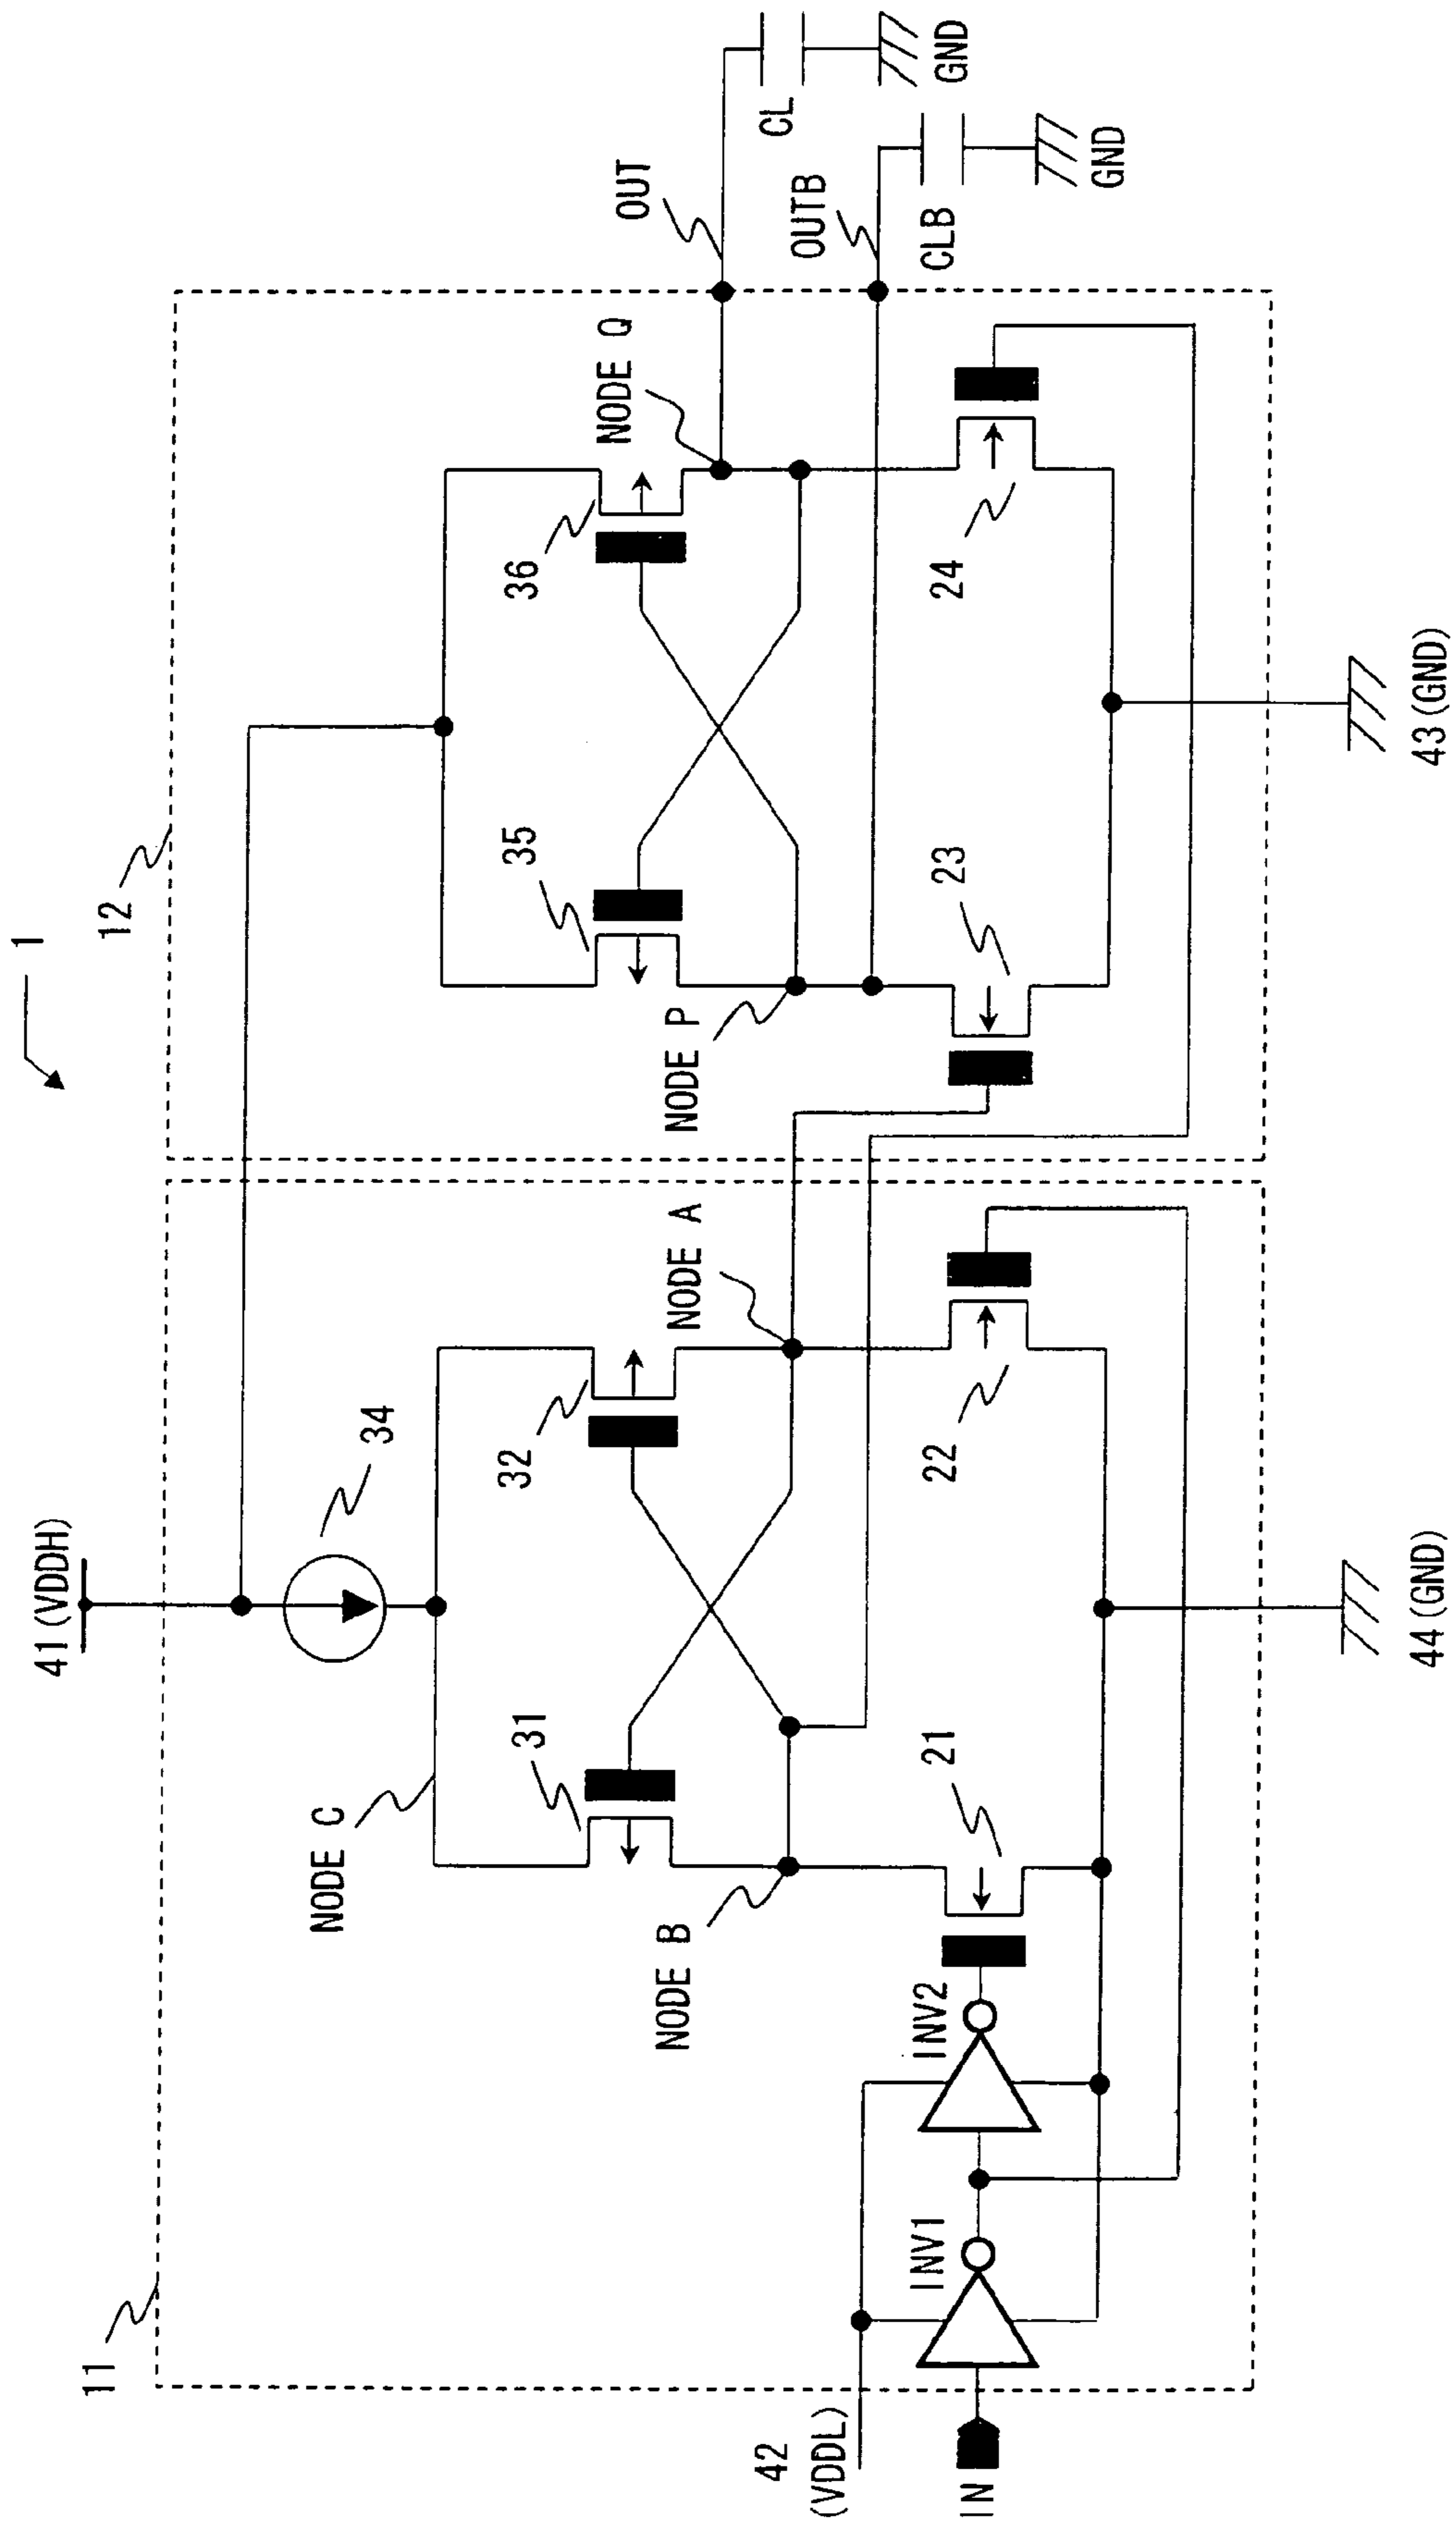 1
11
12
41(VDDH)
34
NODE C
31
32
NODE B
NODE A
21
22
INV1
INV2
42
(VDDL)
IN
44(GND)
35
36
NODE P
NODE Q
23
24
43(GND)
OUT
OUTB
CL
CLB
GND
GND